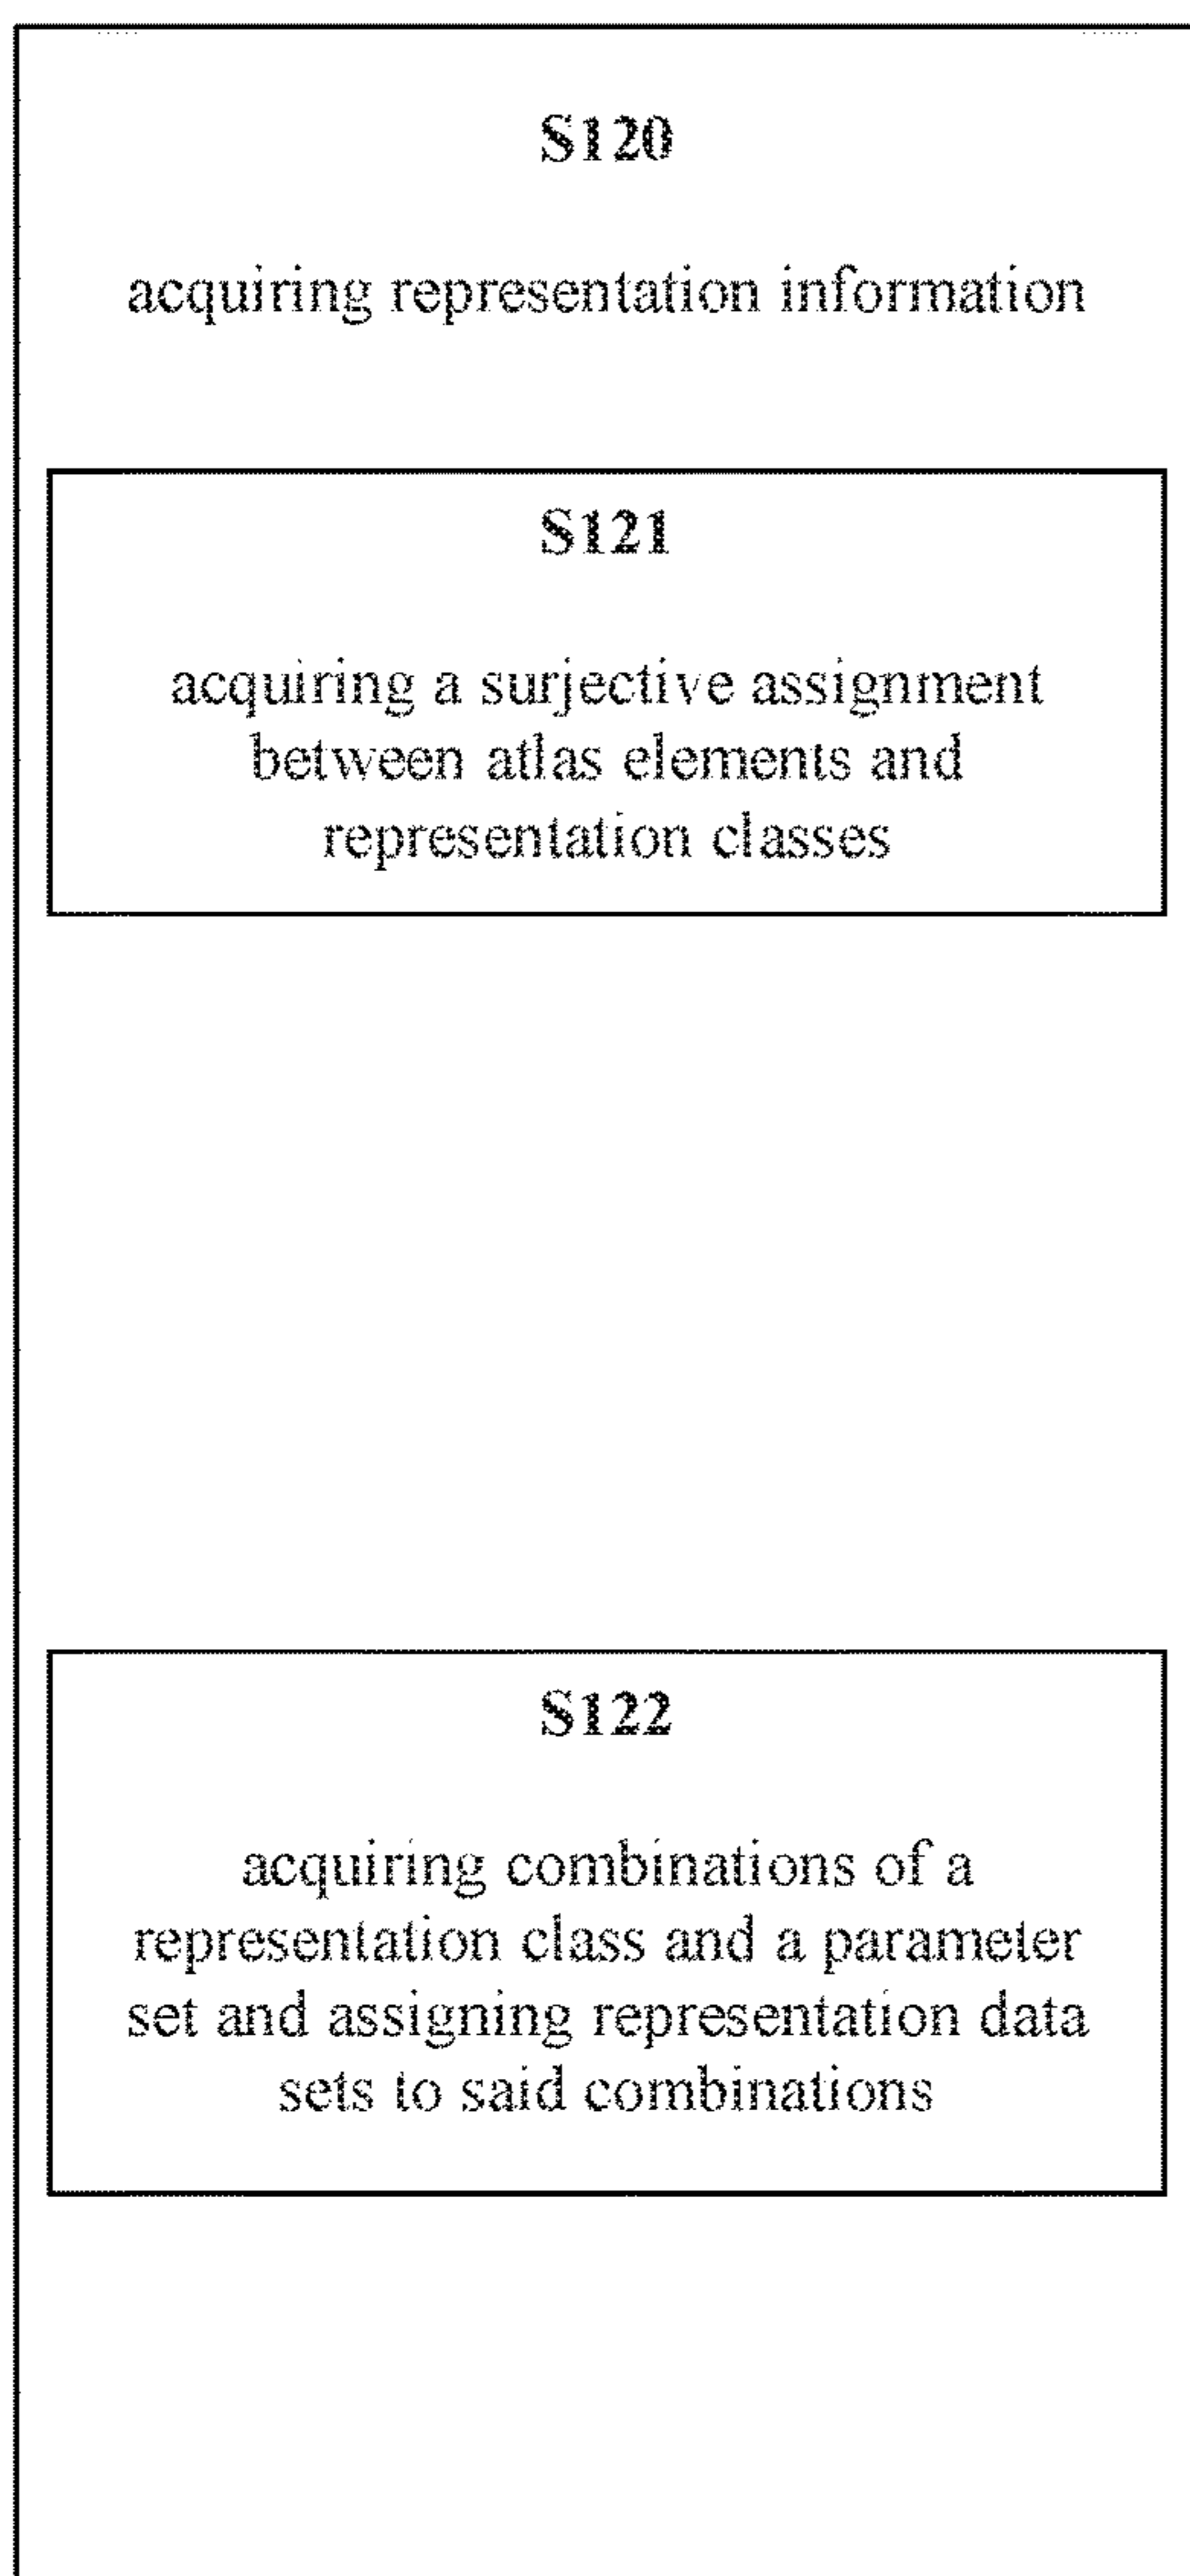 S120
acquiring representation information
S121
acquiring a surjective assignment
between atlas elements and
representation classes
S122
acquiring combinations of a
representation class and a parameter
set and assigning representation data
sets to said combinations